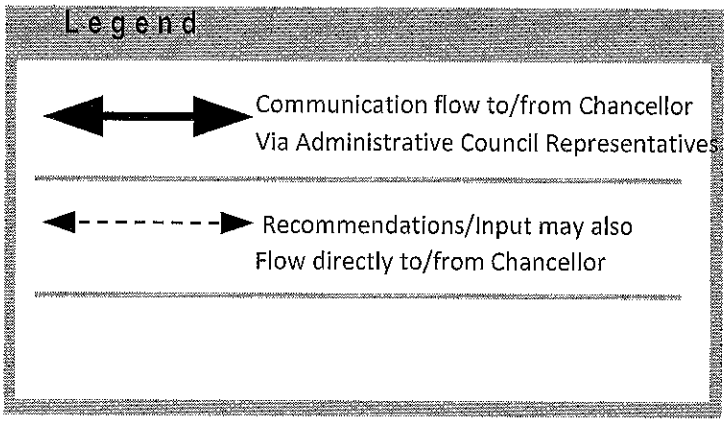 Legend
Communication flow to/from Chancellor
Via Administrative Council Representatives
Recommendations/Input may also
Flow directly to/from Chancellor